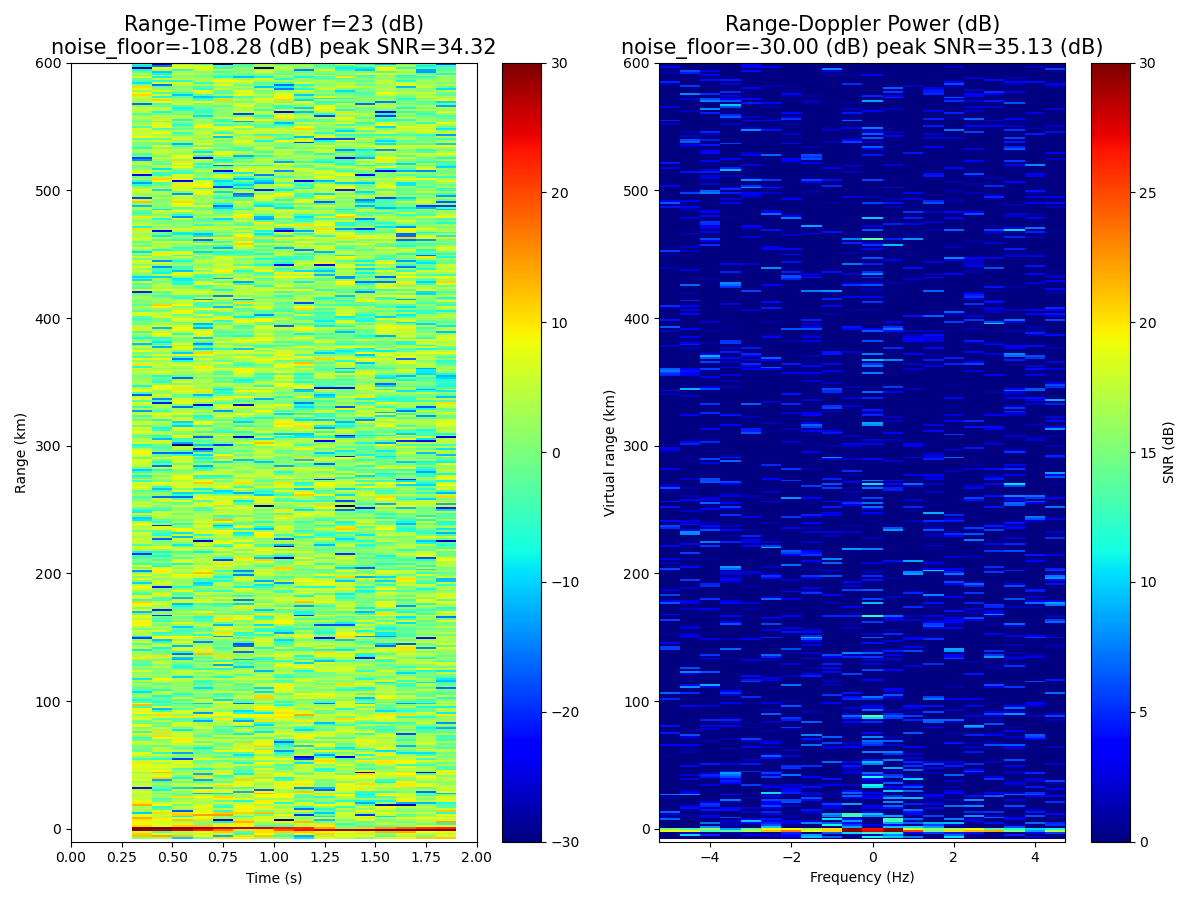 Range-Time Power f=23 (dB)
noise_floor=-108.28 (dB) peak SNR=34.32
Range (km)
600
500
400
300
200
100
0
0.00 0.25 0.50 0.75 1.00 1.25 1.50 1.75 2.00
Time (s)
30
20
10
0
−10
−20
−30
Range-Doppler Power (dB)
noise_floor=-30.00 (dB) peak SNR=35.13 (dB)
Virtual range (km)
600
500
400
300
200
100
0
−4 −2 0 2 4
Frequency (Hz)
30
25
20
15
10
5
0
SNR (dB)